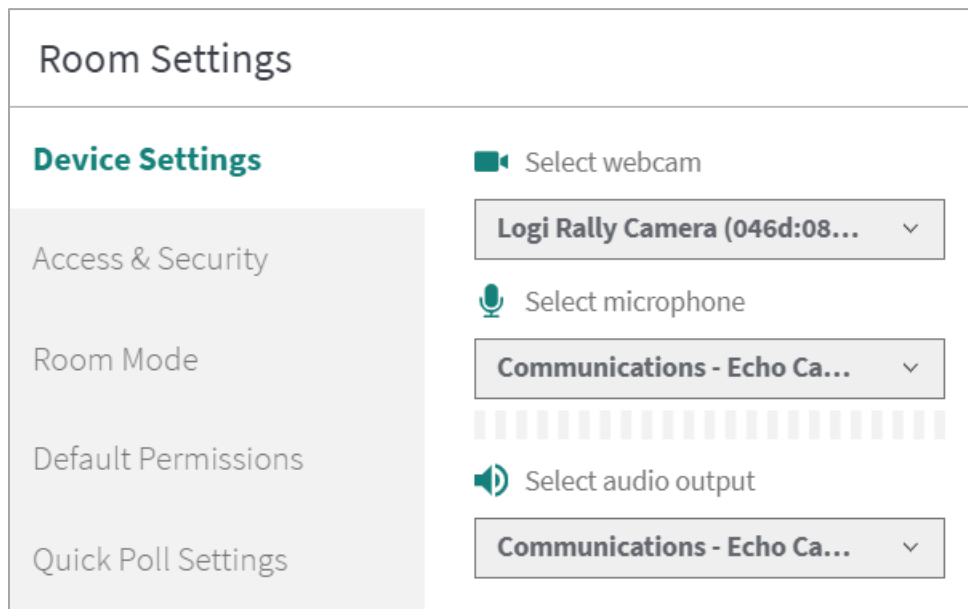 Room Settings
Device Settings
Access & Security
Room Mode
Default Permissions
Quick Poll Settings
Select webcam
Logi Rally Camera (046d:08...
Select microphone
Communications - Echo Ca...
Select audio output
Communications - Echo Ca...